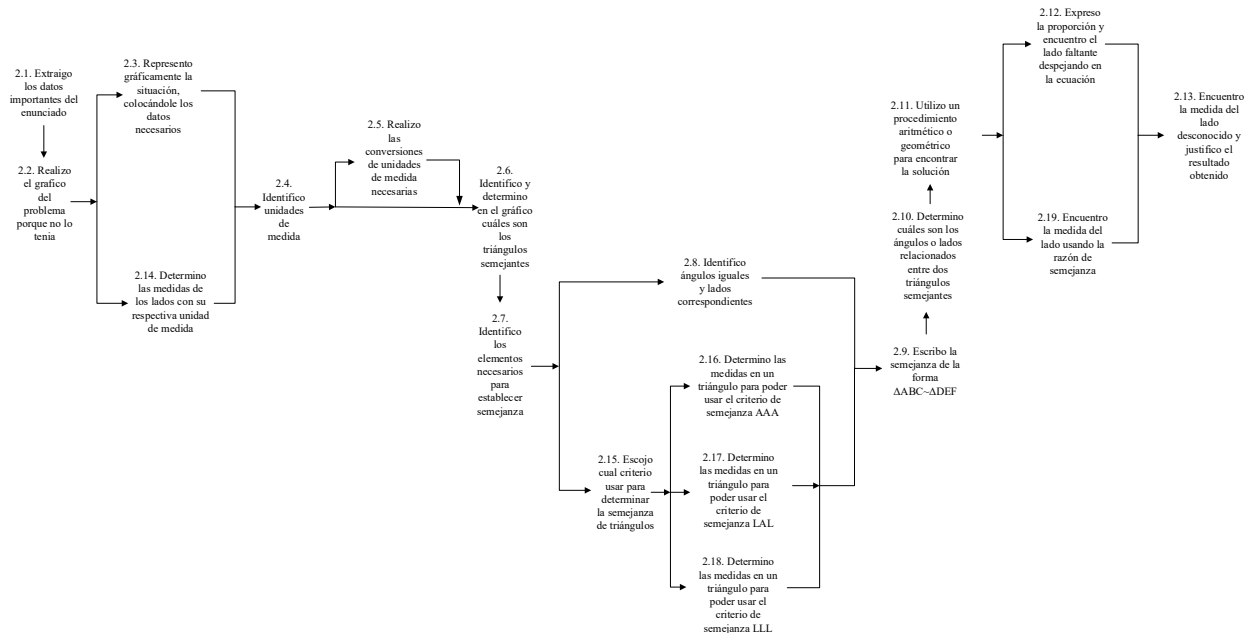 2.1. Extraigo
los datos
importantes del
enunciado
2.2. Realizo
el grafico
del
problema
porque no lo
tenia
2.3. Represento
gráficamente la
situación,
colocándole los
datos
necesarios
2.14. Determino
las medidas de
los lados con su
respectiva unidad
de medida
2.4.
Identifico
unidades
de
medida
2.5. Realizo
las
conversiones
de unidades
de medida
necesarias
2.6.
Identifico y
determino
en el gráfico
cuáles son
los
triángulos
semejantes
2.7.
Identifico
los
elementos
necesarios
para
establecer
semejanza
2.8. Identifico
ángulos iguales
y lados
correspondientes
2.15. Escojo
cual criterio
usar para
determinar
la semejanza
de triángulos
2.16. Determino las
medidas en un
triángulo para poder
usar el criterio de
semejanza AAA
2.17. Determino
las medidas en un
triángulo para
poder usar el
criterio de
semejanza LAL
2.18. Determino
las medidas en un
triángulo para
poder usar el
criterio de
semejanza LLL
2.9. Escribo la
semejanza de la
forma
ΔABC~ΔDEF
2.10. Determino
cuáles son los
ángulos o lados
relacionados
entre dos
triángulos
semejantes
2.11. Utilizo un
procedimiento
aritmético o
geométrico
para encontrar
la solución
2.12. Expreso
la proporción y
encuentro el
lado faltante
despejando en
la ecuación
2.19. Encuentro
la medida del
lado usando la
razón de
semejanza
2.13. Encuentro
la medida del
lado
desconocido y
justifico el
resultado
obtenido